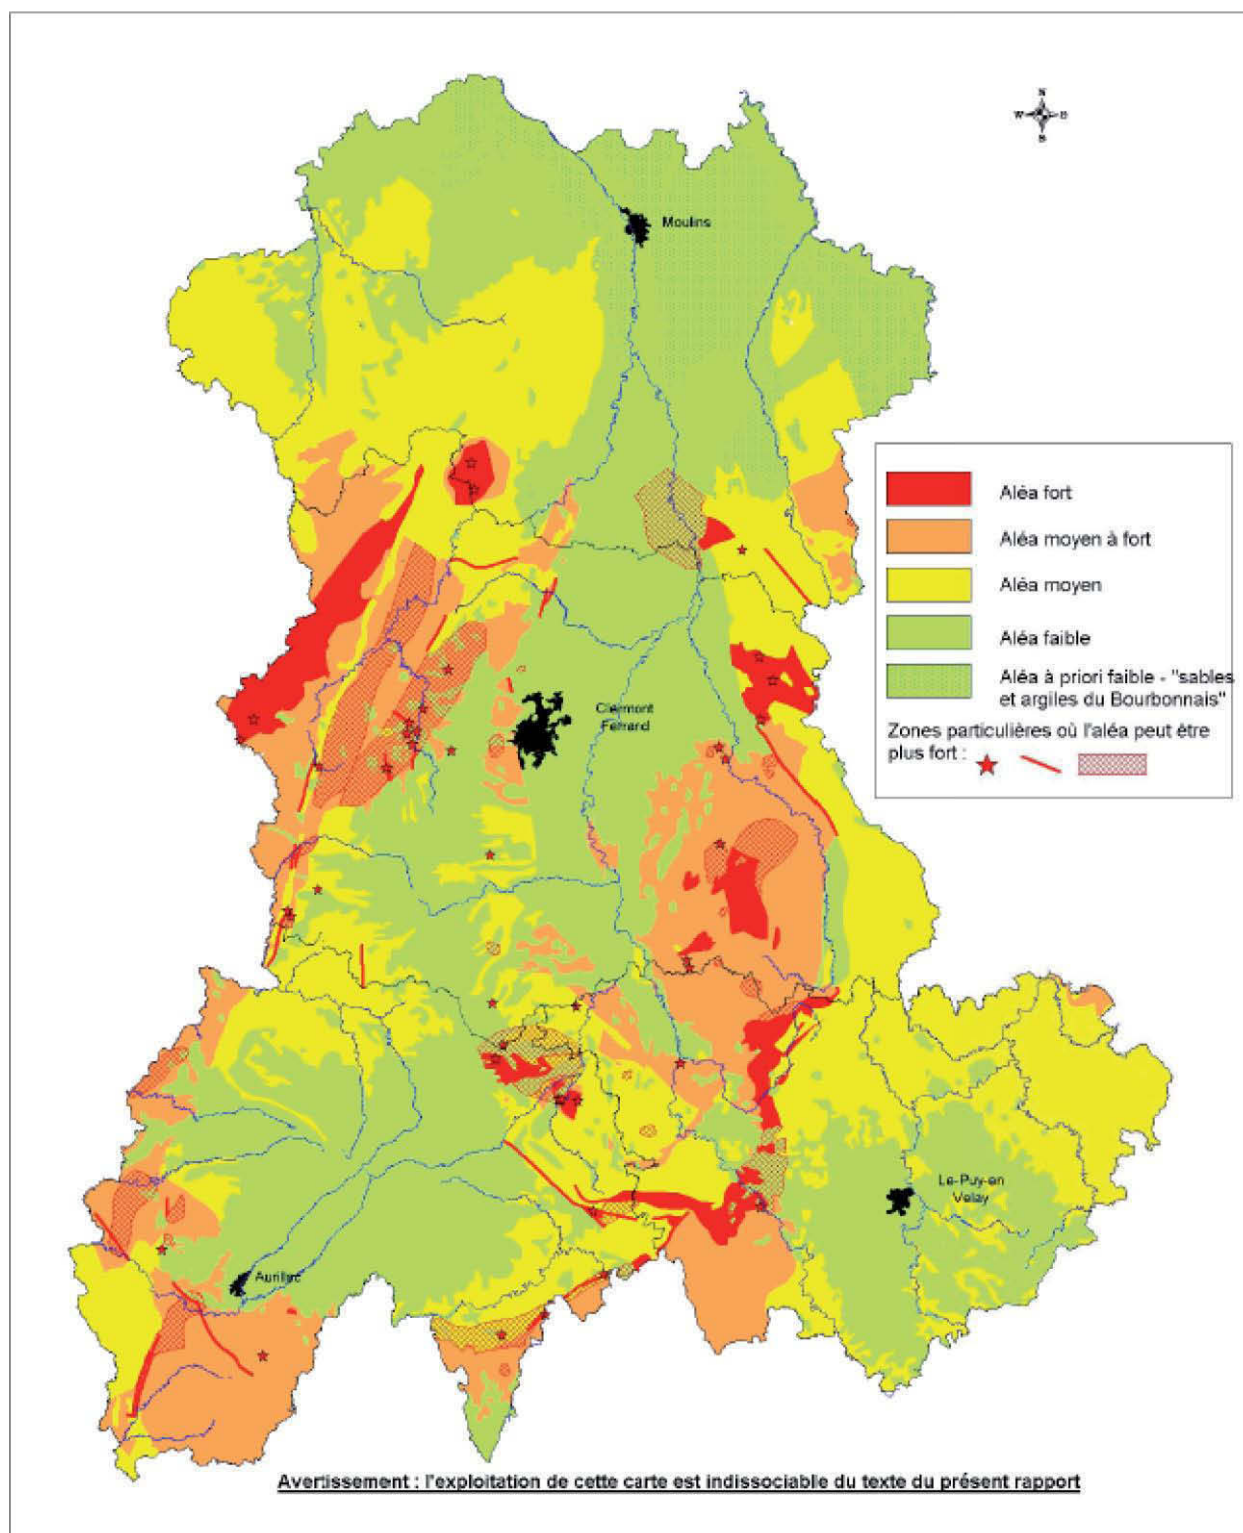 N
W
S
Moulins
Aléa fort
Aléa moyen à fort
Aléa moyen
Aléa faible
Aléa à priori faible - "sables
et argiles du Bourbonnais"
Zones particulières où l'aléa peut être
plus fort :
Clermont
Ferrand
Le-Puy-en
Velay
Aurillac
Avertissement : l'exploitation de cette carte est indissociable du texte du présent rapport